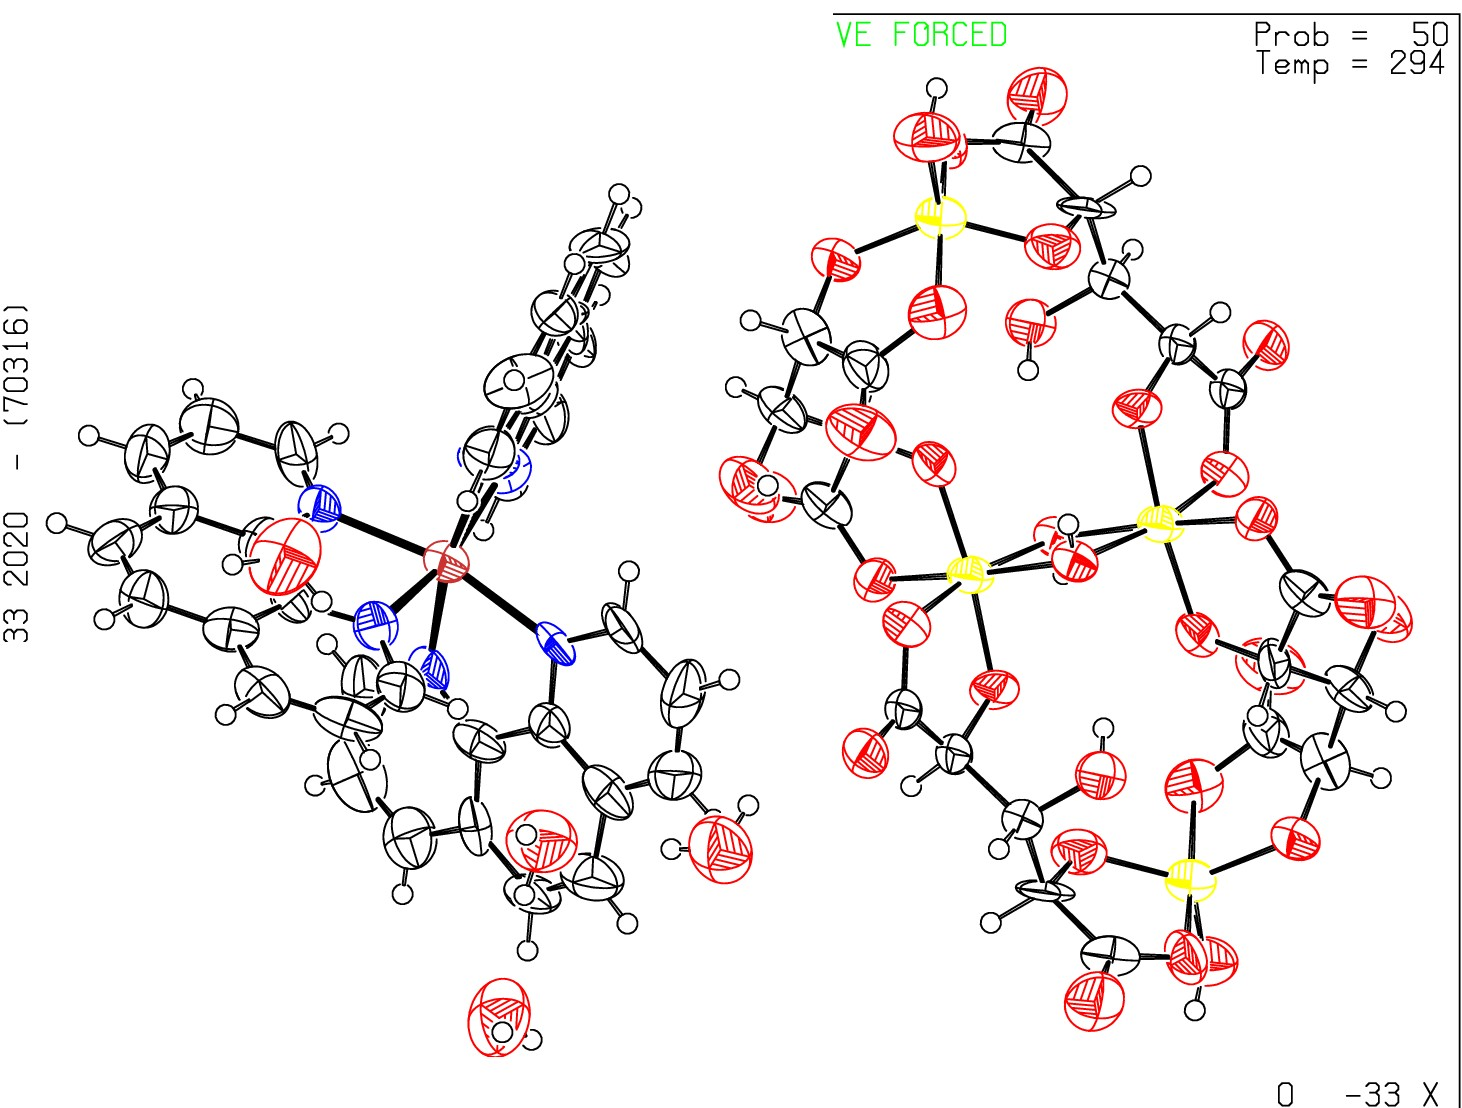 VE FORCED
Prob = 50
Temp = 294
33 2020 - (70316)
0 -33 X